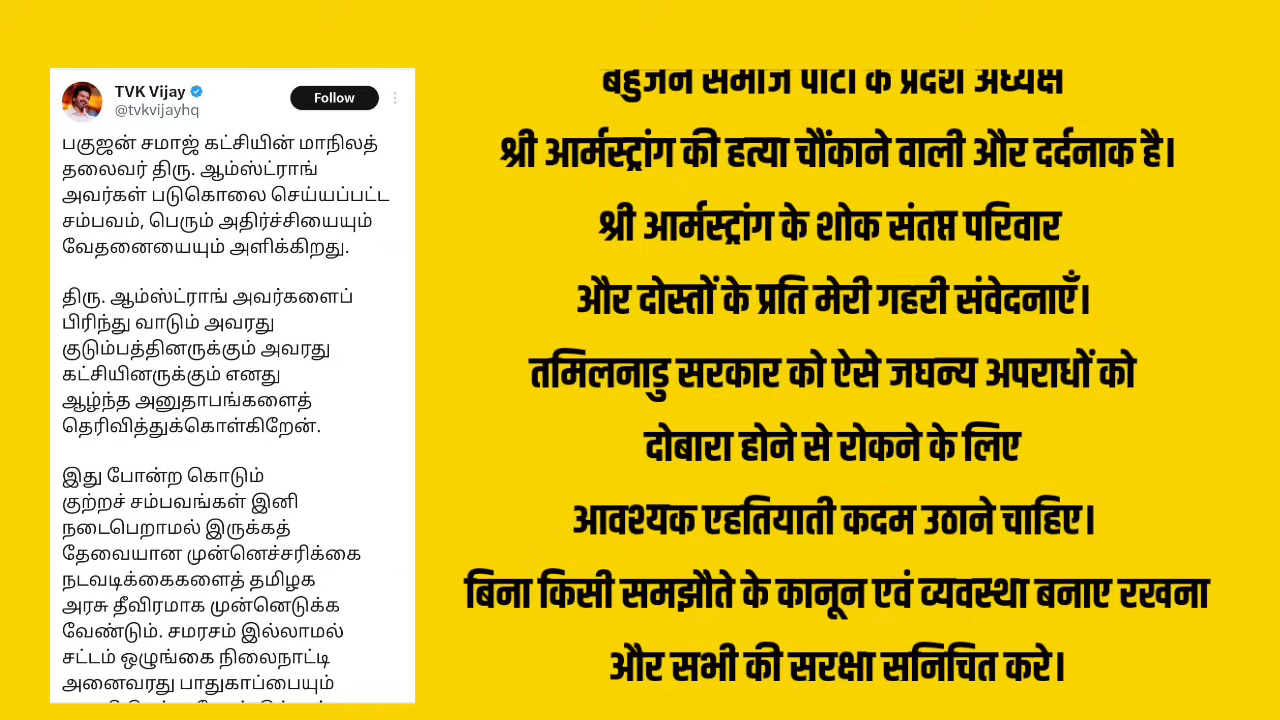 TVK Vijay
Follow
@tvkvijayhq
பகுஜன் சமாஜ் கட்சியின் மாநிலத்
தலைவர் திரு. ஆம்ஸ்ட்ராங்
அவர்கள் படுகொலை செய்யப்பட்ட
சம்பவம், பெரும் அதிர்ச்சியையும்
வேதனையையும் அளிக்கிறது.
திரு. ஆம்ஸ்ட்ராங் அவர்களைப்
பிரிந்து வாடும் அவரது
குடும்பத்தினருக்கும் அவரது
கட்சியினருக்கும் எனது
ஆழ்ந்த அனுதாபங்களைத்
தெரிவித்துக்கொள்கிறேன்.
இது போன்ற கொடும்
குற்றச் சம்பவங்கள் இனி
நடைபெறாமல் இருக்கத்
தேவையான முன்னெச்சரிக்கை
நடவடிக்கைகளைத் தமிழக
அரசு தீவிரமாக முன்னெடுக்க
வேண்டும். சமரசம் இல்லாமல்
சட்டம் ஒழுங்கை நிலைநாட்டி
அனைவரது பாதுகாப்பையும்
बहुजन समाज पार्टी के प्रदेश अध्यक्ष
श्री आर्मस्ट्रांग की हत्या चौंकाने वाली और दर्दनाक है।
श्री आर्मस्ट्रांग के शोक संतप्त परिवार
और दोस्तों के प्रति मेरी गहरी संवेदनाएँ।
तमिलनाडु सरकार को ऐसे जघन्य अपराधों को
दोबारा होने से रोकने के लिए
आवश्यक एहतियाती कदम उठाने चाहिए।
बिना किसी समझौते के कानून एवं व्यवस्था बनाए रखना
और सभी की सुरक्षा सुनिचित करे।